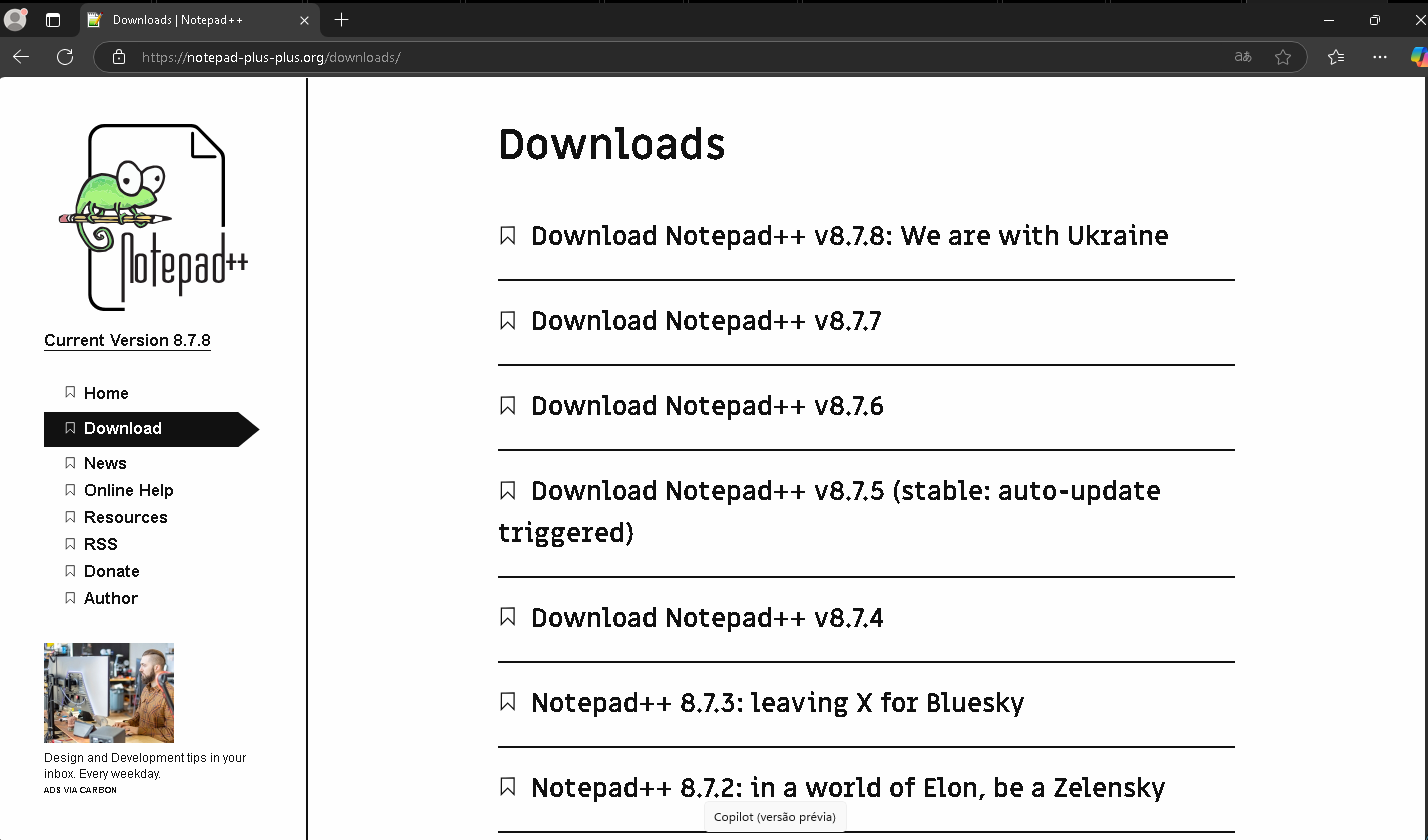 Downloads | Notepad++
https://notepad-plus-plus.org/downloads/
aあ
Notepad++
Current Version 8.7.8
Home
Download
News
Online Help
Resources
RSS
Donate
Author
Design and Development tips in your
inbox. Every weekday.
ADS VIA CARBON
Downloads
Download Notepad++ v8.7.8: We are with Ukraine
Download Notepad++ v8.7.7
Download Notepad++ v8.7.6
Download Notepad++ v8.7.5 (stable: auto-update
triggered)
Download Notepad++ v8.7.4
Notepad++ 8.7.3: leaving X for Bluesky
Notepad++ 8.7.2: in a world of Elon, be a Zelensky
Copilot (versão prévia)